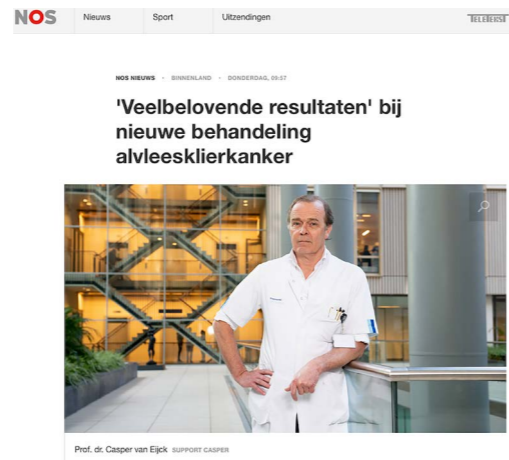 NOS Nieuws Sport Uitzendingen TELETEKST
NOS NIEUWS • BINNENLAND • DONDERDAG, 09:57
'Veelbelovende resultaten' bij
nieuwe behandeling
alvleesklierkanker
Prof. dr. Casper van Eijck SUPPORT CASPER